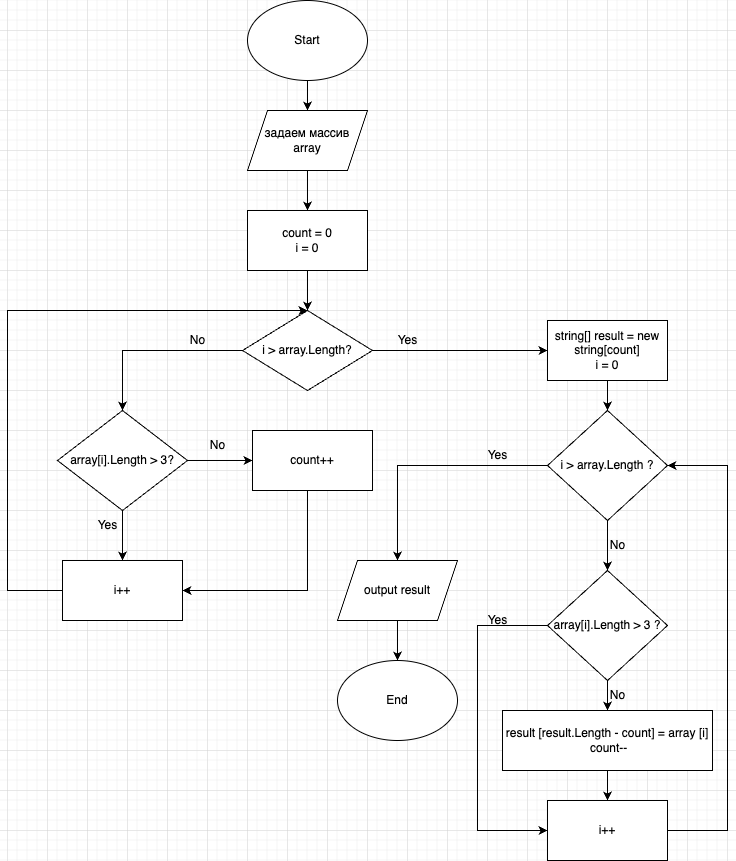 Start
задаем массив
array
count = 0
i = 0
i > array.Length?
No
Yes
string[] result = new
string[count]
i = 0
array[i].Length > 3?
No
count++
Yes
i++
i > array.Length ?
Yes
No
output result
End
array[i].Length > 3 ?
Yes
No
result [result.Length - count] = array [i]
count--
i++